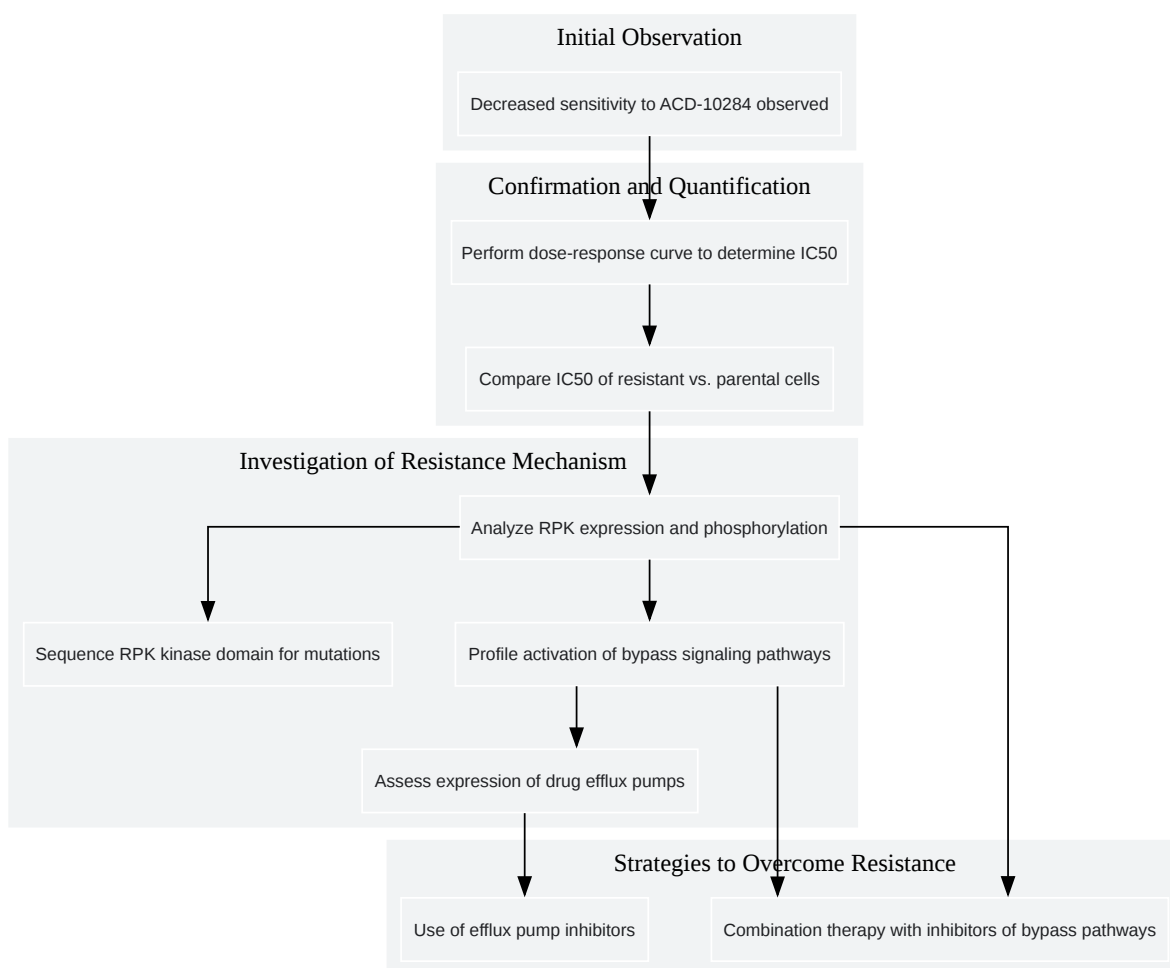 Initial Observation
Decreased sensitivity to ACD-10284 observed
Confirmation and Quantification
Perform dose-response curve to determine IC50
Compare IC50 of resistant vs. parental cells
Investigation of Resistance Mechanism
Analyze RPK expression and phosphorylation
Sequence RPK kinase domain for mutations
Profile activation of bypass signaling pathways
Assess expression of drug efflux pumps
Strategies to Overcome Resistance
Use of efflux pump inhibitors
Combination therapy with inhibitors of bypass pathways